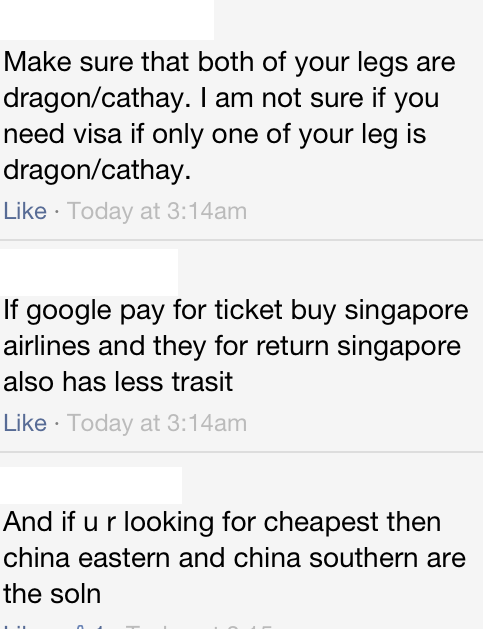 Make sure that both of your legs are
dragon/cathay. I am not sure if you
need visa if only one of your leg is
dragon/cathay.
Like · Today at 3:14am
If google pay for ticket buy singapore
airlines and they for return singapore
also has less trasit
Like · Today at 3:14am
And if u r looking for cheapest then
china eastern and china southern are
the soln